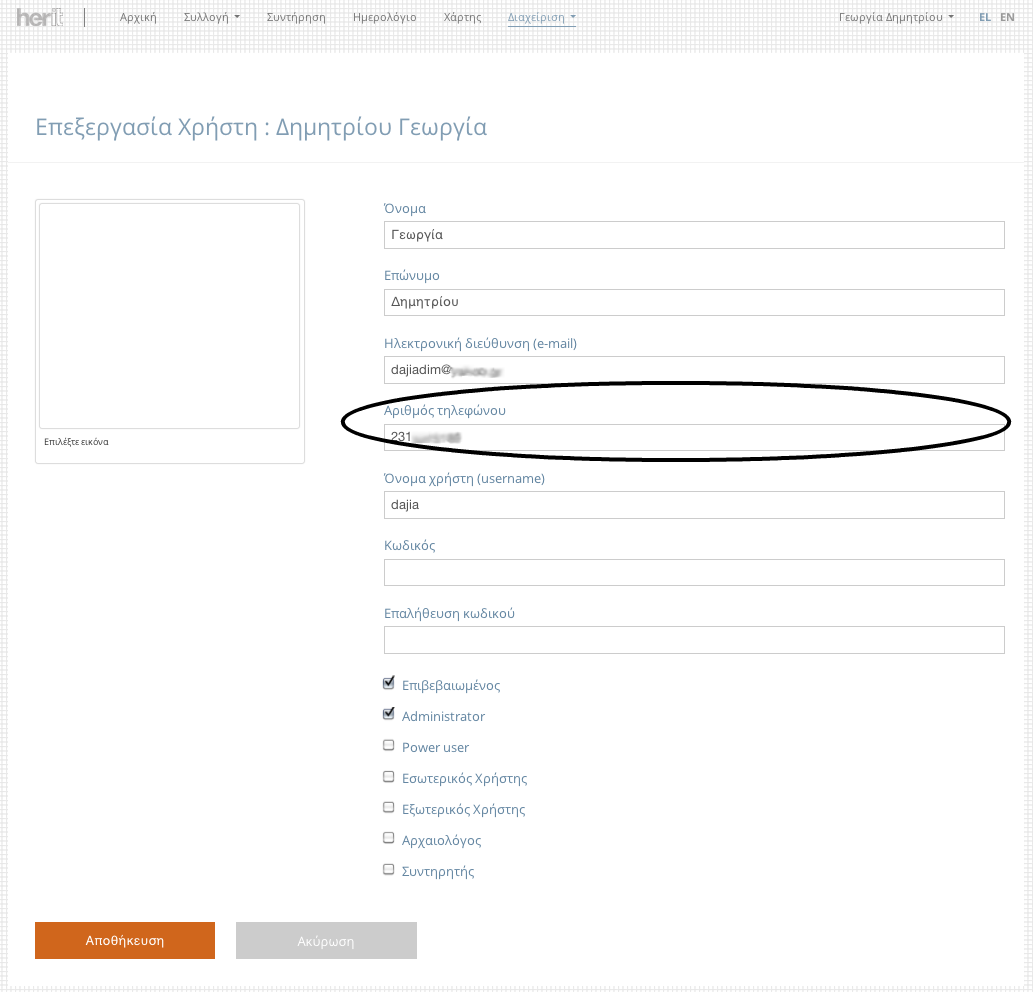 herit | Αρχική Συλλογή Συντήρηση Ημερολόγιο Χάρτης Διαχείριση Γεωργία Δημητρίου EL EN
Επεξεργασία Χρήστη : Δημητρίου Γεωργία
Επιλέξτε εικόνα
Όνομα
Γεωργία
Επώνυμο
Δημητρίου
Ηλεκτρονική διεύθυνση (e-mail)
dajiadim@
Αριθμός τηλεφώνου
231
Όνομα χρήστη (username)
dajia
Κωδικός
Επαλήθευση κωδικού
Επιβεβαιωμένος
Administrator
Power user
Εσωτερικός Χρήστης
Εξωτερικός Χρήστης
Αρχαιολόγος
Συντηρητής
Αποθήκευση Ακύρωση